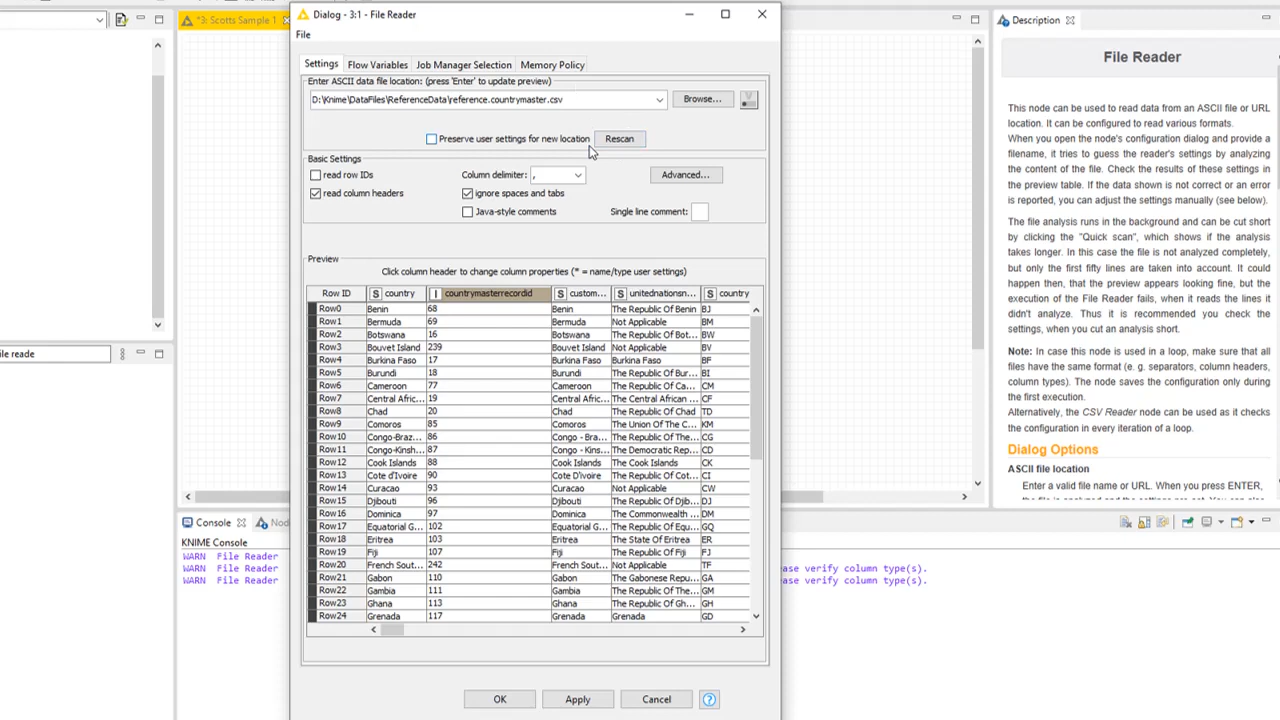 *3: Scotts Sample 1
Dialog - 3:1 - File Reader
File
Settings
Flow Variables
Job Manager Selection
Memory Policy
Enter ASCII data file location: (press 'Enter' to update preview)
D:\Knime\DataFiles\ReferenceData\reference.countrymaster.csv
Browse...
V
Preserve user settings for new location
Rescan
Basic Settings
read row IDs
Column delimiter: ,
Advanced...
read column headers
ignore spaces and tabs
Java-style comments
Single line comment:
Preview
Click column header to change column properties (* = name/type user settings)
Row ID S country I countrymasterrecordid S custom... S unitednationsn... S country
Row0 Benin 68 Benin The Republic Of Benin BJ
Row1 Bermuda 69 Bermuda Not Applicable BM
Row2 Botswana 16 Botswana The Republic Of Bot... BW
Row3 Bouvet Island 239 Bouvet Island Not Applicable BV
Row4 Burkina Faso 17 Burkina Faso Burkina Faso BF
Row5 Burundi 18 Burundi The Republic Of Bur... BI
Row6 Cameroon 77 Cameroon The Republic Of Ca... CM
Row7 Central Afric... 19 Central Afric... The Central African ... CF
Row8 Chad 20 Chad The Republic Of Chad TD
Row9 Comoros 85 Comoros The Union Of The C... KM
Row10 Congo-Braz... 86 Congo - Bra... The Republic Of The... CG
Row11 Congo-Kinsh... 87 Congo - Kins... The Democratic Rep... CD
Row12 Cook Islands 88 Cook Islands The Cook Islands CK
Row13 Cote d'Ivoire 90 Cote D'ivoire The Republic Of Cot... CI
Row14 Curacao 93 Curacao Not Applicable CW
Row15 Djibouti 96 Djibouti The Republic Of Djib... DJ
Row16 Dominica 97 Dominica The Commonwealth ... DM
Row17 Equatorial G... 102 Equatorial G... The Republic Of Equ... GQ
Row18 Eritrea 103 Eritrea The State Of Eritrea ER
Row19 Fiji 107 Fiji The Republic Of Fiji FJ
Row20 French Sout... 242 French Sout... Not Applicable TF
Row21 Gabon 110 Gabon The Gabonese Repu... GA
Row22 Gambia 111 Gambia The Republic Of The... GM
Row23 Ghana 113 Ghana The Republic Of Gh... GH
Row24 Grenada 117 Grenada Grenada GD
OK
Apply
Cancel
?
ile reade
Console
Nod
KNIME Console
WARN File Reader
ase verify column type(s).
WARN File Reader
ase verify column type(s).
Description
File Reader
This node can be used to read data from an ASCII file or URL
location. It can be configured to read various formats.
When you open the node's configuration dialog and provide a
filename, it tries to guess the reader's settings by analyzing
the content of the file. Check the results of these settings in
the preview table. If the data shown is not correct or an error
is reported, you can adjust the settings manually (see below).
The file analysis runs in the background and can be cut short
by clicking the "Quick scan", which shows if the analysis
takes longer. In this case the file is not analyzed completely,
but only the first fifty lines are taken into account. It could
happen then, that the preview appears looking fine, but the
execution of the File Reader fails, when it reads the lines it
didn't analyze. Thus it is recommended you check the
settings, when you cut an analysis short.
Note: In case this node is used in a loop, make sure that all
files have the same format (e. g. separators, column headers,
column types). The node saves the configuration only during
the first execution.
Alternatively, the CSV Reader node can be used as it checks
the configuration in every iteration of a loop.
Dialog Options
ASCII file location
Enter a valid file name or URL. When you press ENTER,